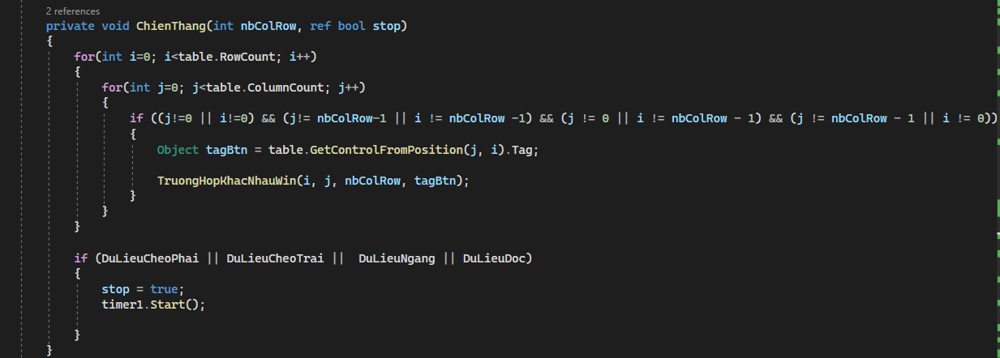 2 references
private void ChienThang(int nbColRow, ref bool stop)
{
for(int i=0; i<table.RowCount; i++)
{
for(int j=0; j<table.ColumnCount; j++)
{
if ((j!=0 || i!=0) && (j!= nbColRow-1 || i != nbColRow -1) && (j != 0 || i != nbColRow - 1) && (j != nbColRow - 1 || i != 0))
{
Object tagBtn = table.GetControlFromPosition(j, i).Tag;
TruongHopKhacNhauWin(i, j, nbColRow, tagBtn);
}
}
}
if (DuLieuCheoPhai || DuLieuCheoTrai ||  DuLieuNgang || DuLieuDoc)
{
stop = true;
timer1.Start();
}
}